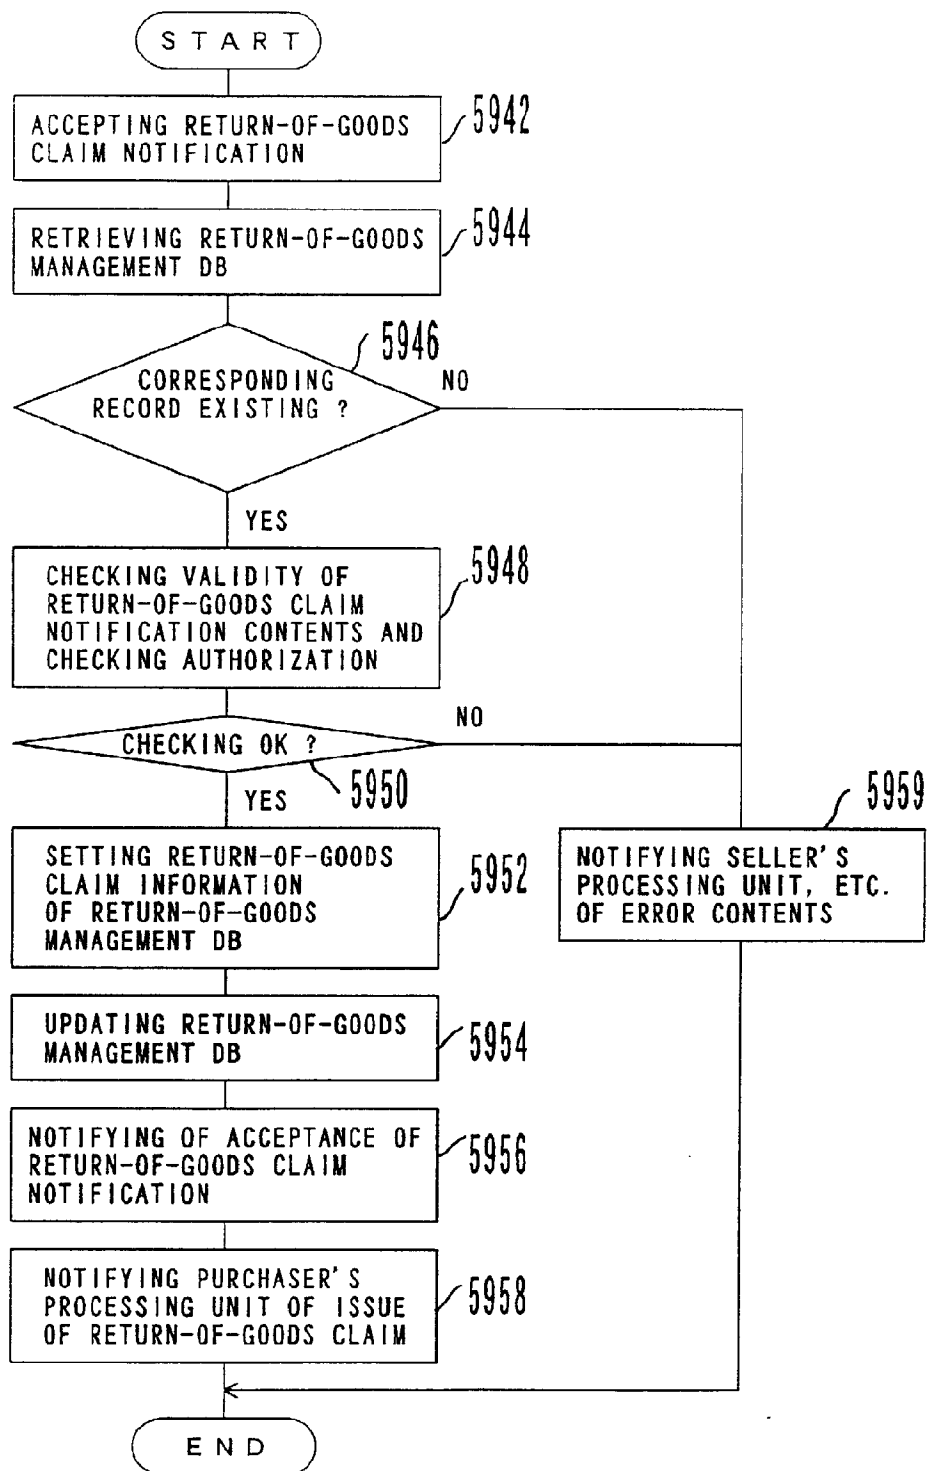 START
ACCEPTING RETURN-OF-GOODS
CLAIM NOTIFICATION
5942
RETRIEVING RETURN-OF-GOODS
MANAGEMENT DB
5944
5946
CORRESPONDING
RECORD EXISTING ?
NO
YES
CHECKING VALIDITY OF
RETURN-OF-GOODS CLAIM
NOTIFICATION CONTENTS AND
CHECKING AUTHORIZATION
5948
NO
CHECKING OK ?
5950
YES
SETTING RETURN-OF-GOODS
CLAIM INFORMATION
OF RETURN-OF-GOODS
MANAGEMENT DB
5952
5959
NOTIFYING SELLER'S
PROCESSING UNIT, ETC.
OF ERROR CONTENTS
UPDATING RETURN-OF-GOODS
MANAGEMENT DB
5954
NOTIFYING OF ACCEPTANCE OF
RETURN-OF-GOODS CLAIM
NOTIFICATION
5956
NOTIFYING PURCHASER'S
PROCESSING UNIT OF ISSUE
OF RETURN-OF-GOODS CLAIM
5958
END